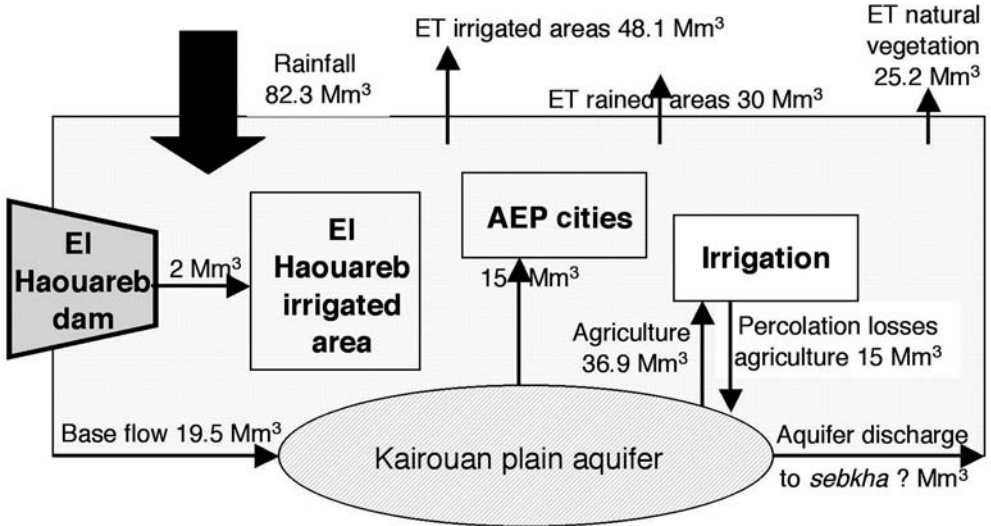 ET irrigated areas 48.1 Mm³
ET natural
vegetation
25.2 Mm³
Rainfall
82.3 Mm³
ET rained areas 30 Mm³
El
Haouareb
dam
2 Mm³
El
Haouareb
irrigated
area
AEP cities
15 Mm³
Irrigation
Agriculture
36.9 Mm³
Percolation losses
agriculture 15 Mm³
Base flow 19.5 Mm³
Kairouan plain aquifer
Aquifer discharge
to sebkha ? Mm³